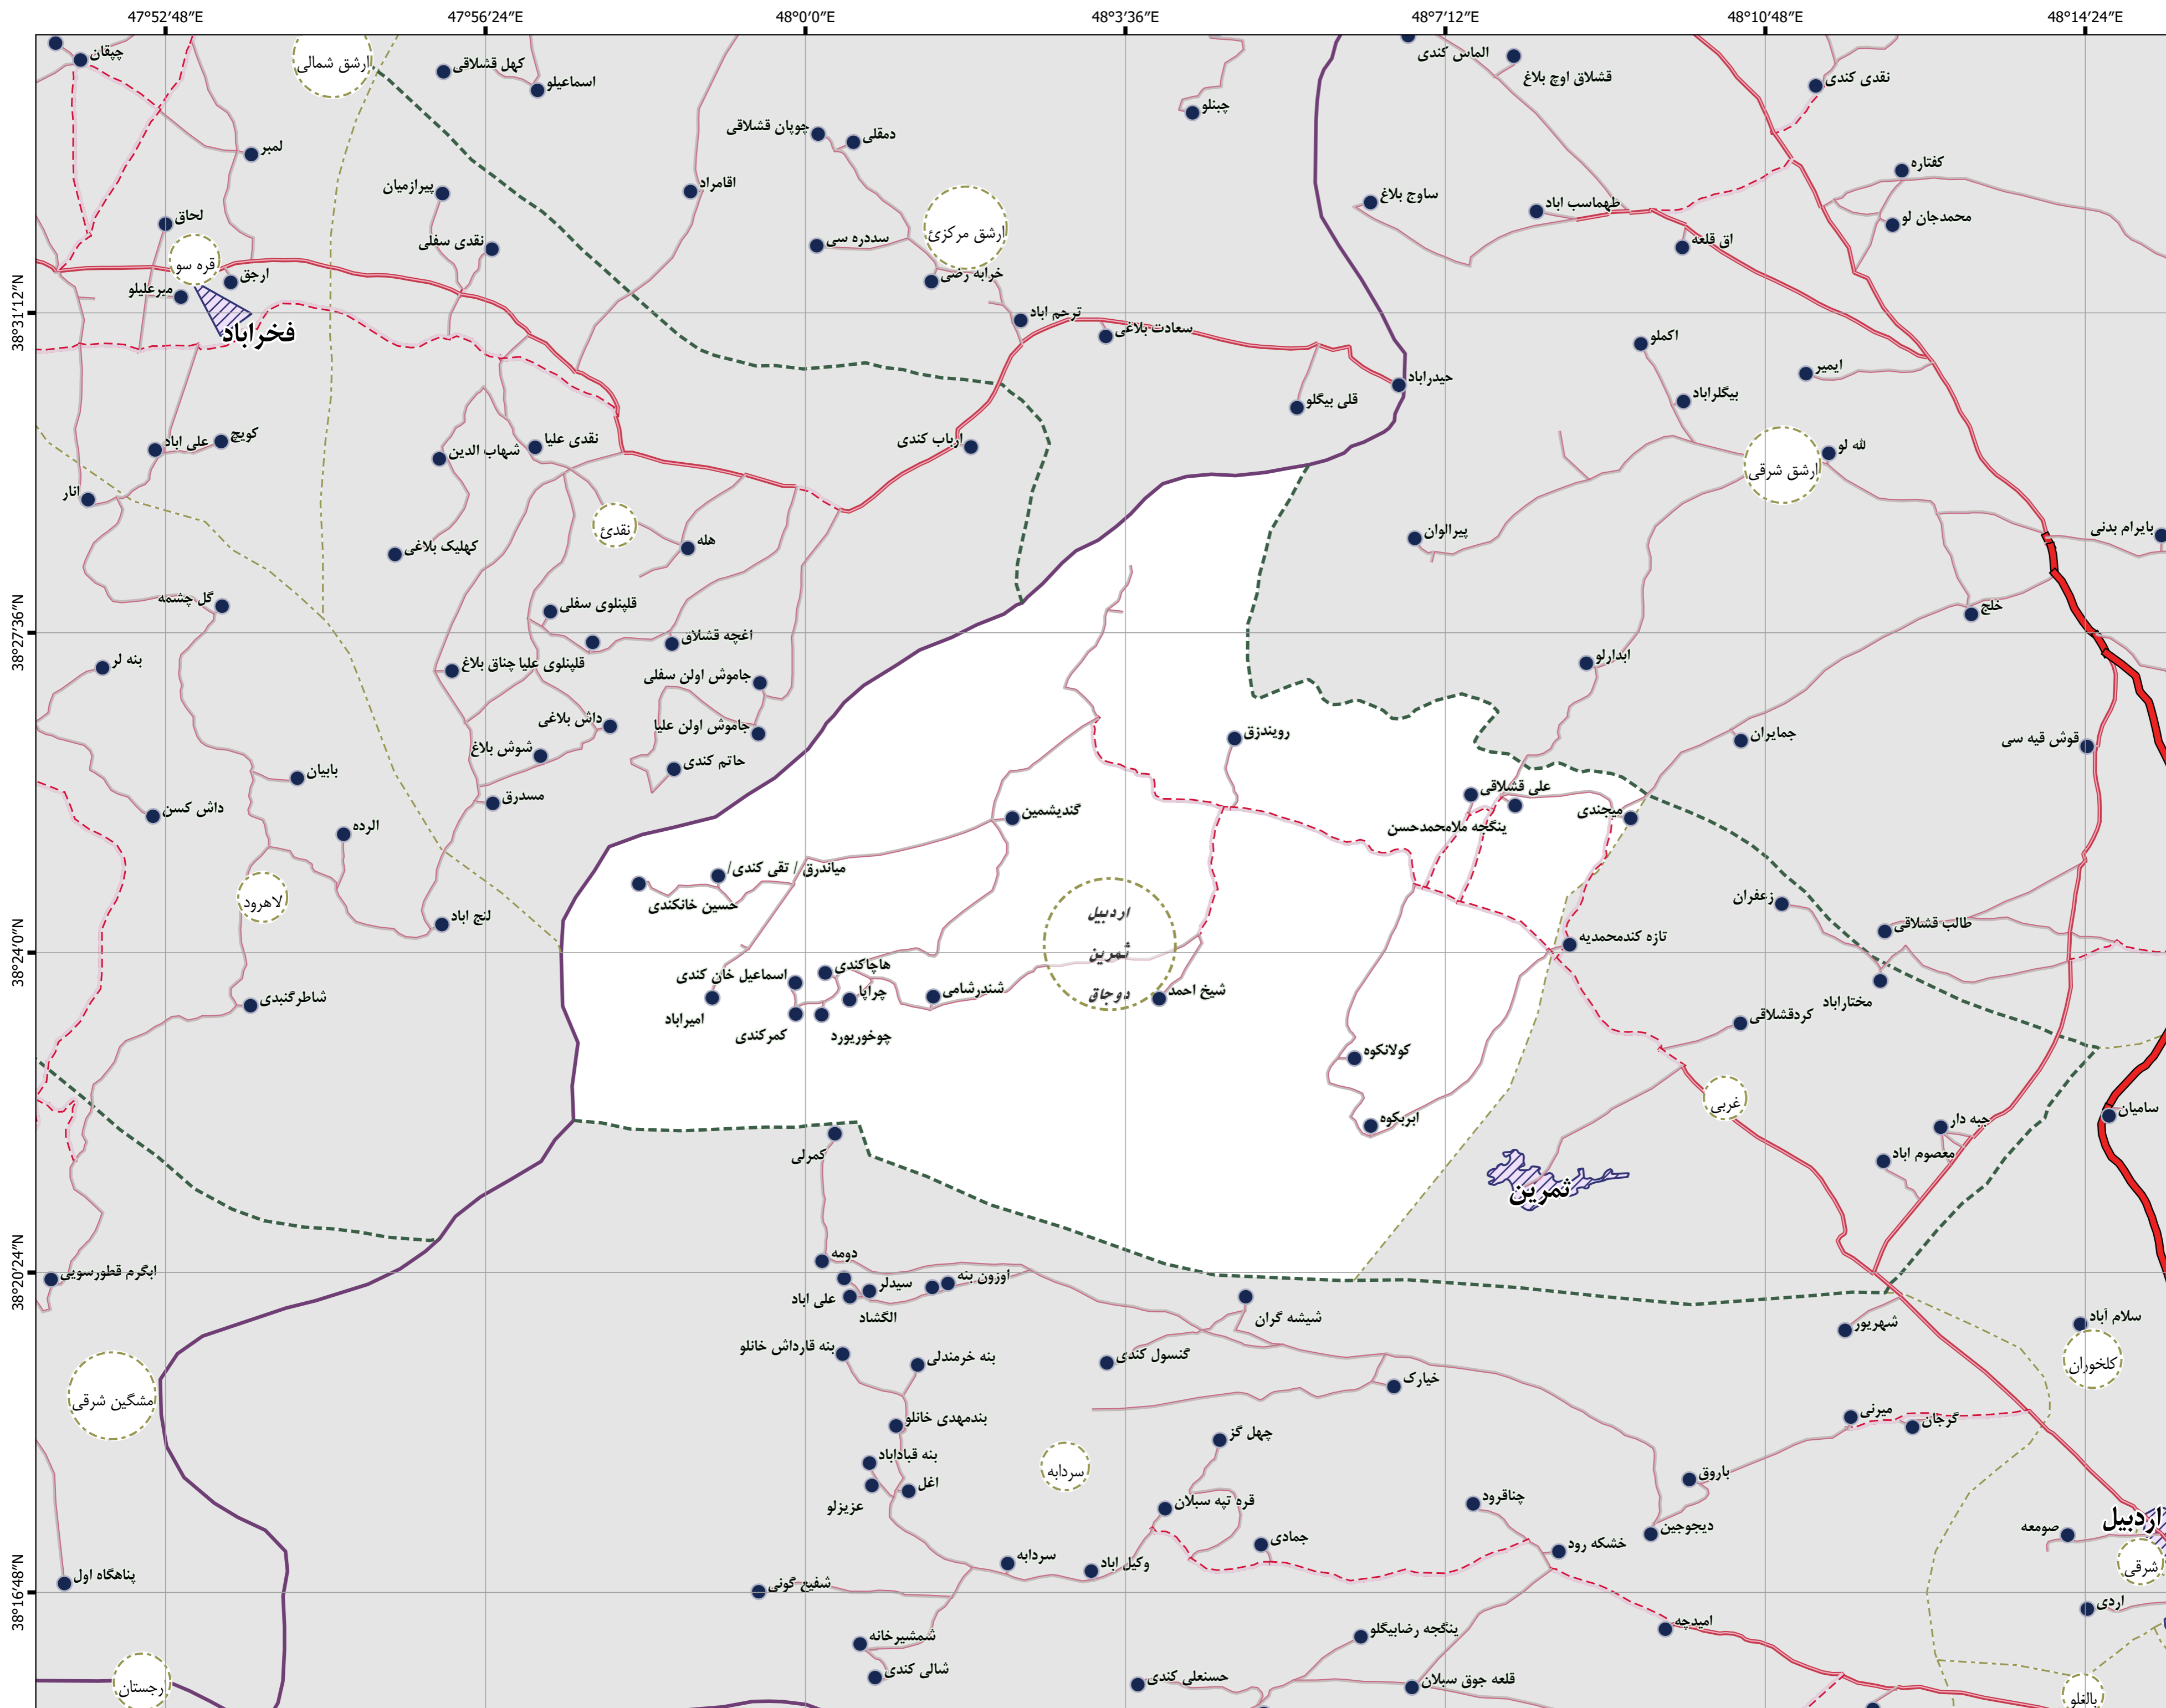 47°52′48″E
47°56′24″E
48°0′0″E
48°3′36″E
48°7′12″E
48°10′48″E
48°14′24″E
38°31′12″N
38°27′36″N
38°24′0″N
38°20′24″N
38°16′48″N
چپقان
ارشق شمالی
کهل قشلاقی
اسماعیلو
الماس کندی
قشلاق اوچ بلاغ
نقدی کندی
چبنلو
چوپان قشلاقی
دمقلی
لمبر
کفتاره
پیرازمیان
اقامراد
ساوج بلاغ
طهماسب اباد
محمدجان لو
لحاق
نقدی سفلی
سددره سی
ارشق مرکزئ
اق قلعه
قره سو
ارجق
میرعلیلو
خرابه رضی
فخراباد
ترحم اباد
سعادت بلاغی
اکملو
ایمیر
حیدراباد
قلی بیگلو
بیگلراباد
علی اباد
کویچ
شهاب الدین
نقدی علیا
ارباب کندی
لله لو
ارشق شرقی
انار
نقدئ
هله
کهلیک بلاغی
پیرالوان
بایرام بدنی
گل چشمه
قلپنلوی سفلی
خلج
اغچه قشلاق
بنه لر
قلپنلوی علیا
چناق بلاغ
جاموش اولن سفلی
ابدارلو
داش بلاغی
جاموش اولن علیا
رویندزق
جمایران
قوش قیه سی
شوش بلاغ
حاتم کندی
بابیان
مسدرق
داش کسن
گندیشمین
علی قشلاقی
ینگجه ملامحمدحسن
میجندی
الرده
میاندرق / تقی کندی/
حسین خانکندی
لاهرود
لنج اباد
اردبیل
ثمرین
دوجاق
زعفران
طالب قشلاقی
تازه کندمحمدیه
اسماعیل خان کندی
هاچاکندی
شاطرگنبدی
امیراباد
چراپا
شندرشامی
شیخ احمد
مختاراباد
کمرکندی
چوخوریورد
کردقشلاقی
کولانکوه
غربی
ابربکوه
سامیان
جبه دار
معصوم اباد
کمرلی
ثمرین
دومه
ابگرم قطورسویی
سیدلر
اوزون بنه
علی اباد
الگشاد
شیشه گران
شهریور
سلام آباد
کلخوران
بنه قارداش خانلو
بنه خرمندلی
گنسول کندی
خیارک
مشگین شرقی
بندمهدی خانلو
میرنی
گرجان
چهل گز
بنه قباداباد
سردابه
اغل
عزیزلو
باروق
قره تپه سبلان
چناقرود
دیجوجین
اردبیل
صومعه
جمادی
خشکه رود
سردابه
وکیل اباد
شرقی
پناهگاه اول
شفیع گونی
اردی
امیدچه
شمشیرخانه
ینگجه رضابیگلو
شالی کندی
حسنعلی کندی
قلعه جوق سبلان
رجستان
بالغلو